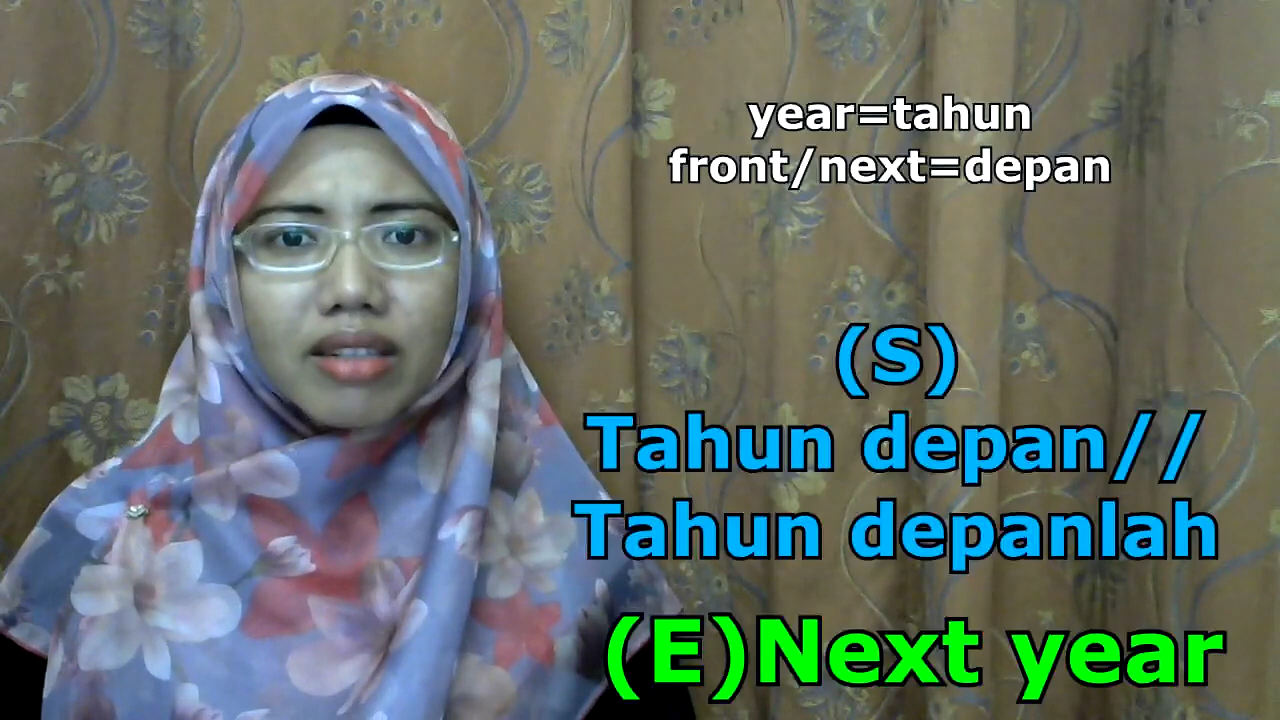 year=tahun
front/next=depan
(S)
Tahun depan//
Tahun depanlah
(E)Next year